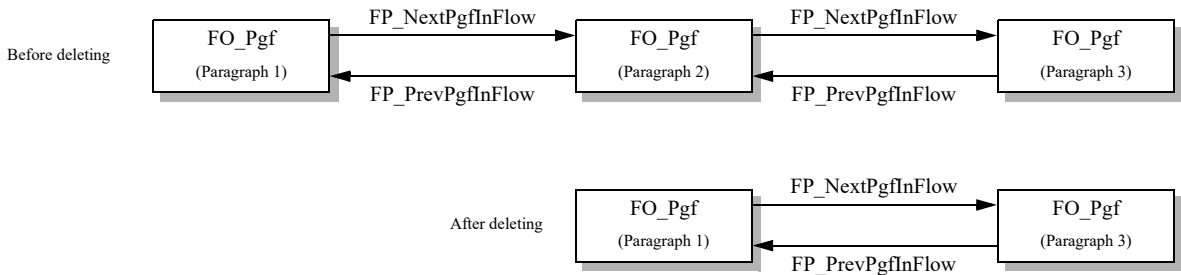 FP_NextPgfInFlow FP_NextPgfInFlow
FO_Pgf FO_Pgf FO_Pgf
Before deleting
(Paragraph 1) (Paragraph 2) (Paragraph 3)
FP_PrevPgfInFlow FP_PrevPgfInFlow
FP_NextPgfInFlow
FO_Pgf FO_Pgf
After deleting
(Paragraph 1) (Paragraph 3)
FP_PrevPgfInFlow